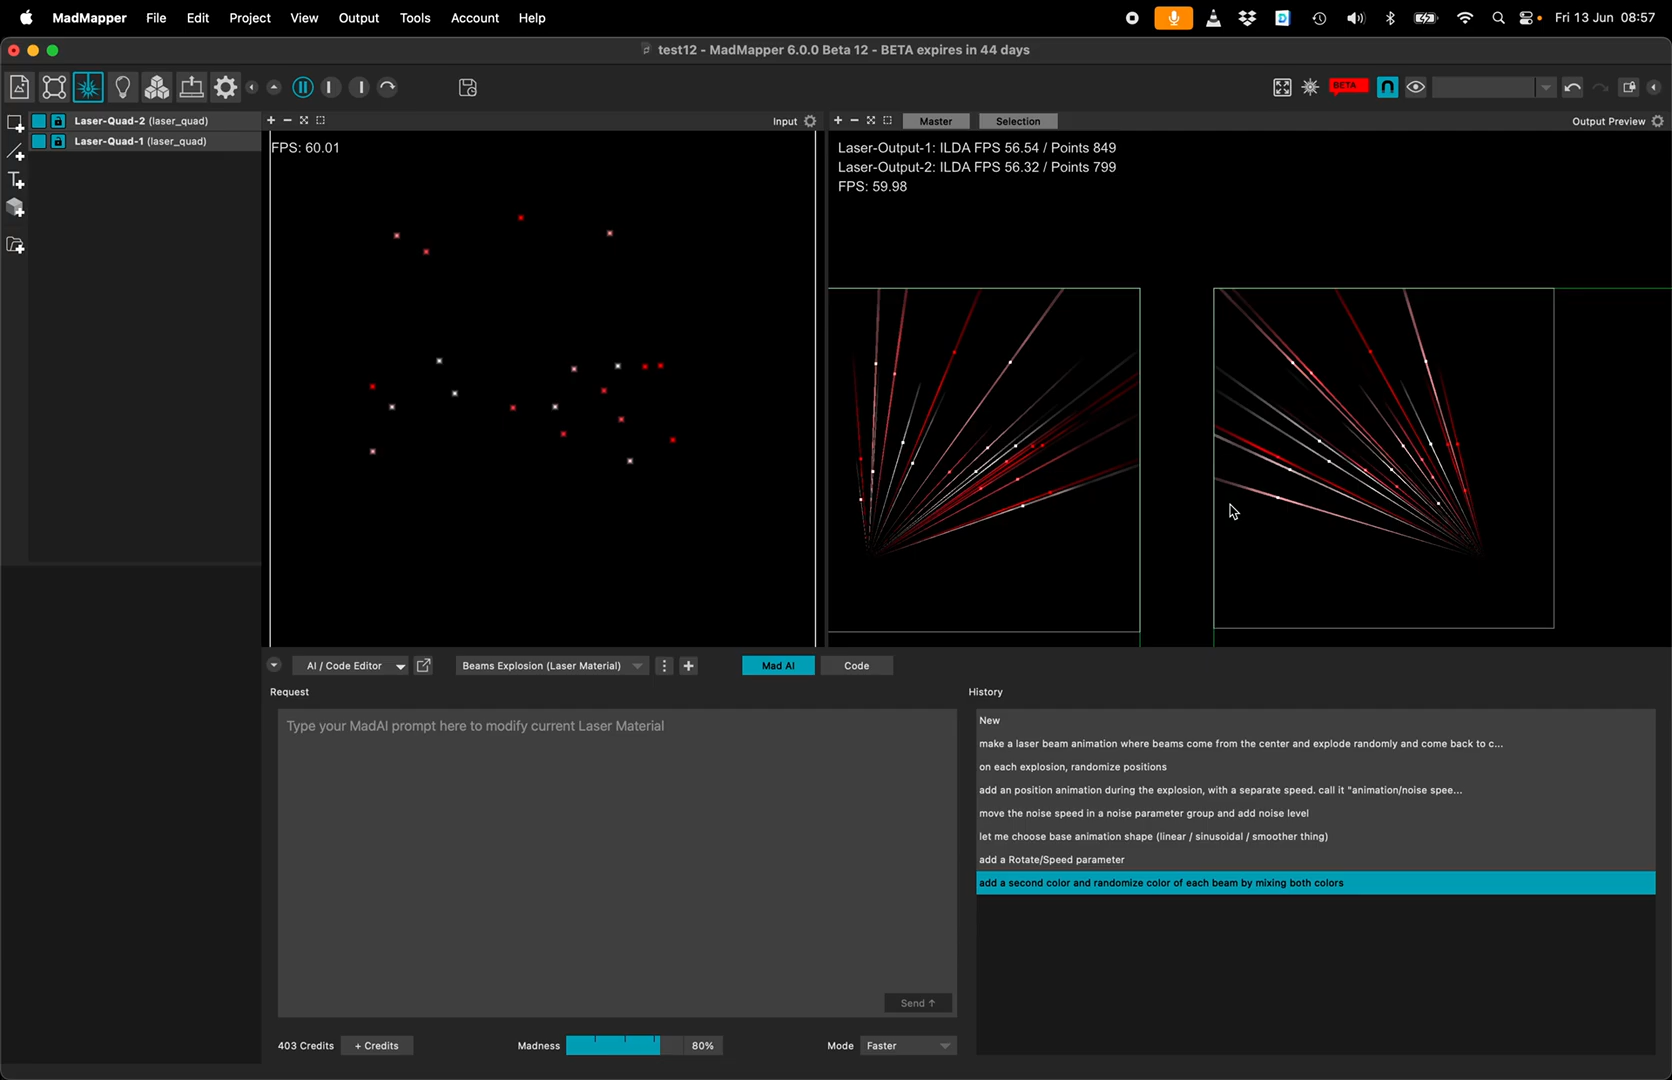 MadMapper File Edit Project View Output Tools Account Help Fri 13 Jun 08:57
test12 - MadMapper 6.0.0 Beta 12 - BETA expires in 44 days
BETA
Laser-Quad-2 (laser_quad)
Laser-Quad-1 (laser_quad)
Input
FPS: 60.01
Master Selection Output Preview
Laser-Output-1: ILDA FPS 56.54 / Points 849
Laser-Output-2: ILDA FPS 56.32 / Points 799
FPS: 59.98
AI / Code Editor Beams Explosion (Laser Material) Mad AI Code
Request
Type your MadAI prompt here to modify current Laser Material
Send ↑
403 Credits + Credits Madness 80% Mode Faster
History
New
make a laser beam animation where beams come from the center and explode randomly and come back to c...
on each explosion, randomize positions
add an position animation during the explosion, with a separate speed. call it "animation/noise spee...
move the noise speed in a noise parameter group and add noise level
let me choose base animation shape (linear / sinusoidal / smoother thing)
add a Rotate/Speed parameter
add a second color and randomize color of each beam by mixing both colors